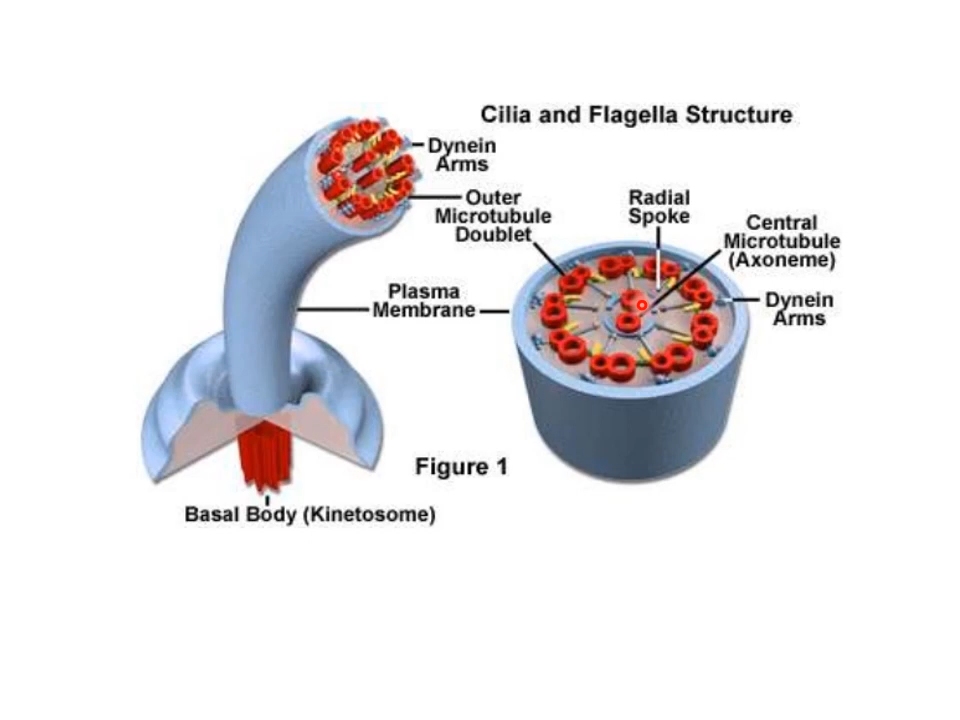 Cilia and Flagella Structure
Dynein
Arms
Outer
Microtubule
Doublet
Radial
Spoke
Central
Microtubule
(Axoneme)
Plasma
Membrane
Dynein
Arms
Figure 1
Basal Body (Kinetosome)